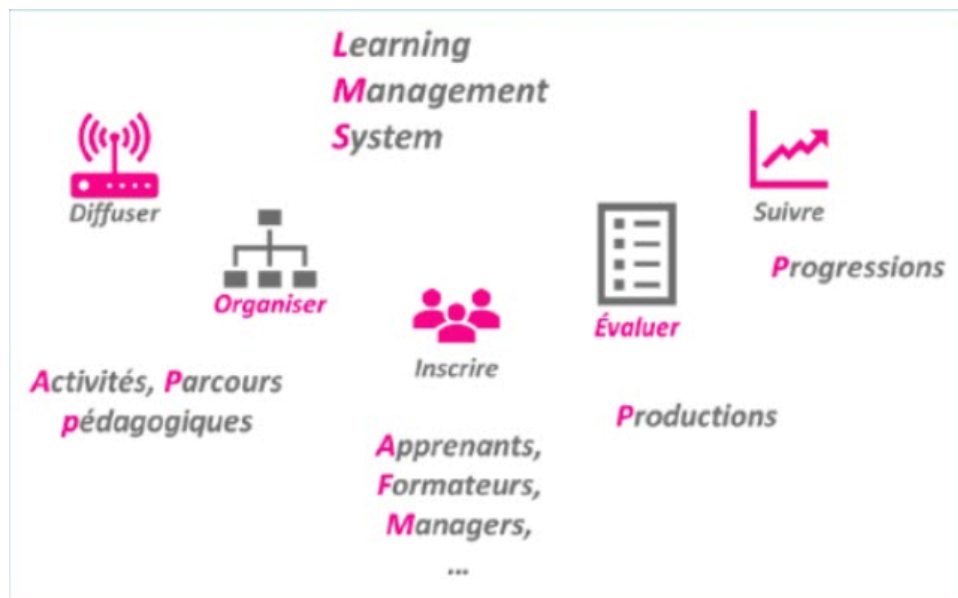 Learning
Management
System
Diffuser
Organiser
Activités, Parcours
pédagogiques
Inscrire
Apprenants,
Formateurs,
Managers,
...
Évaluer
Productions
Suivre
Progressions